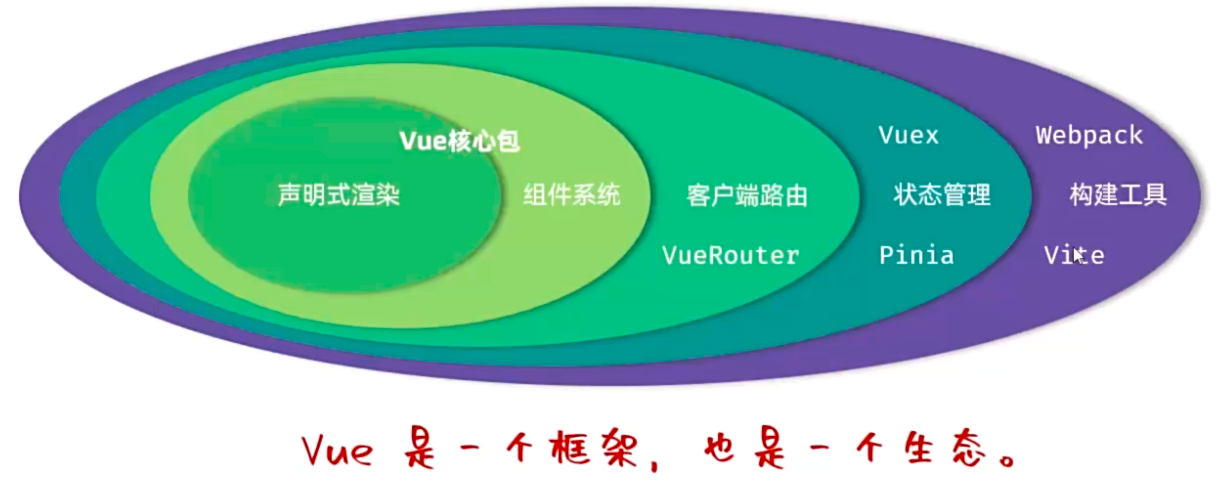 Vue核心包
Vuex
Webpack
声明式渲染
组件系统
客户端路由
状态管理
构建工具
VueRouter
Pinia
Vite
Vue 是一个框架，也是一个生态。